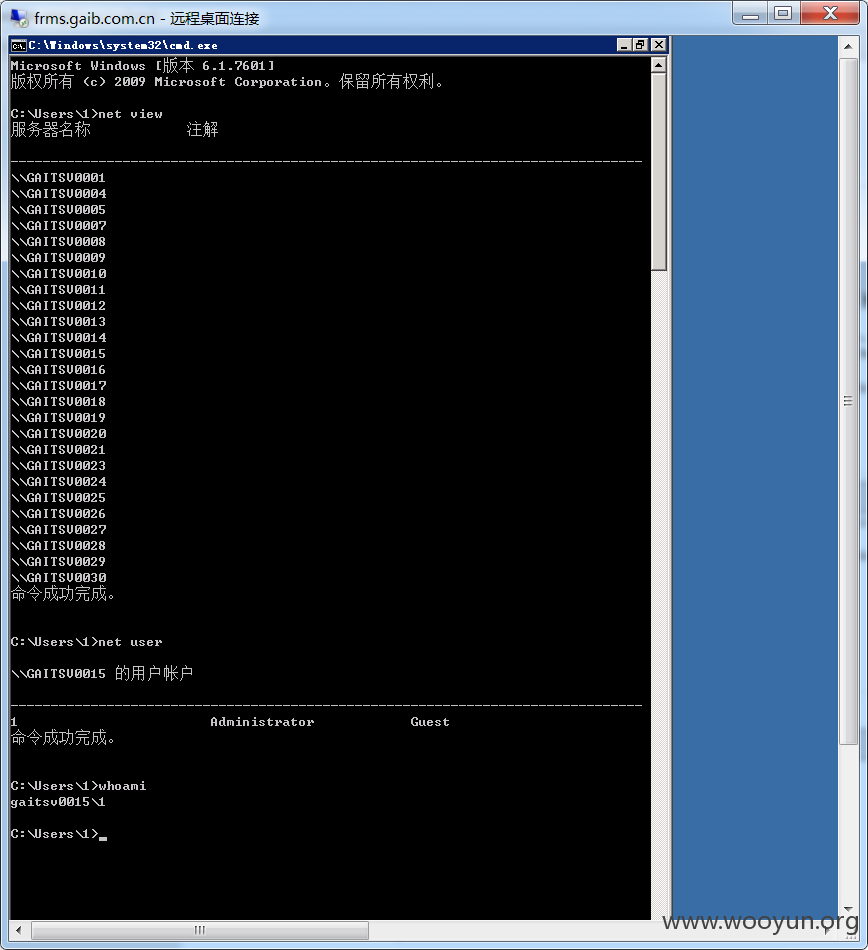 frms.gaib.com.cn - 远程桌面连接
C:\Windows\system32\cmd.exe
Microsoft Windows [版本 6.1.7601]
版权所有 (c) 2009 Microsoft Corporation。保留所有权利。
C:\Users\1>net view
服务器名称 注解
-------------------------------------------------------------------------------
\\GAITSV0001
\\GAITSV0004
\\GAITSV0005
\\GAITSV0007
\\GAITSV0008
\\GAITSV0009
\\GAITSV0010
\\GAITSV0011
\\GAITSV0012
\\GAITSV0013
\\GAITSV0014
\\GAITSV0015
\\GAITSV0016
\\GAITSV0017
\\GAITSV0018
\\GAITSV0019
\\GAITSV0020
\\GAITSV0021
\\GAITSV0023
\\GAITSV0024
\\GAITSV0025
\\GAITSV0026
\\GAITSV0027
\\GAITSV0028
\\GAITSV0029
\\GAITSV0030
命令成功完成。
C:\Users\1>net user
\\GAITSV0015 的用户帐户
-------------------------------------------------------------------------------
1 Administrator Guest
命令成功完成。
C:\Users\1>whoami
gaitsv0015\1
C:\Users\1>_
www.wooyun.org